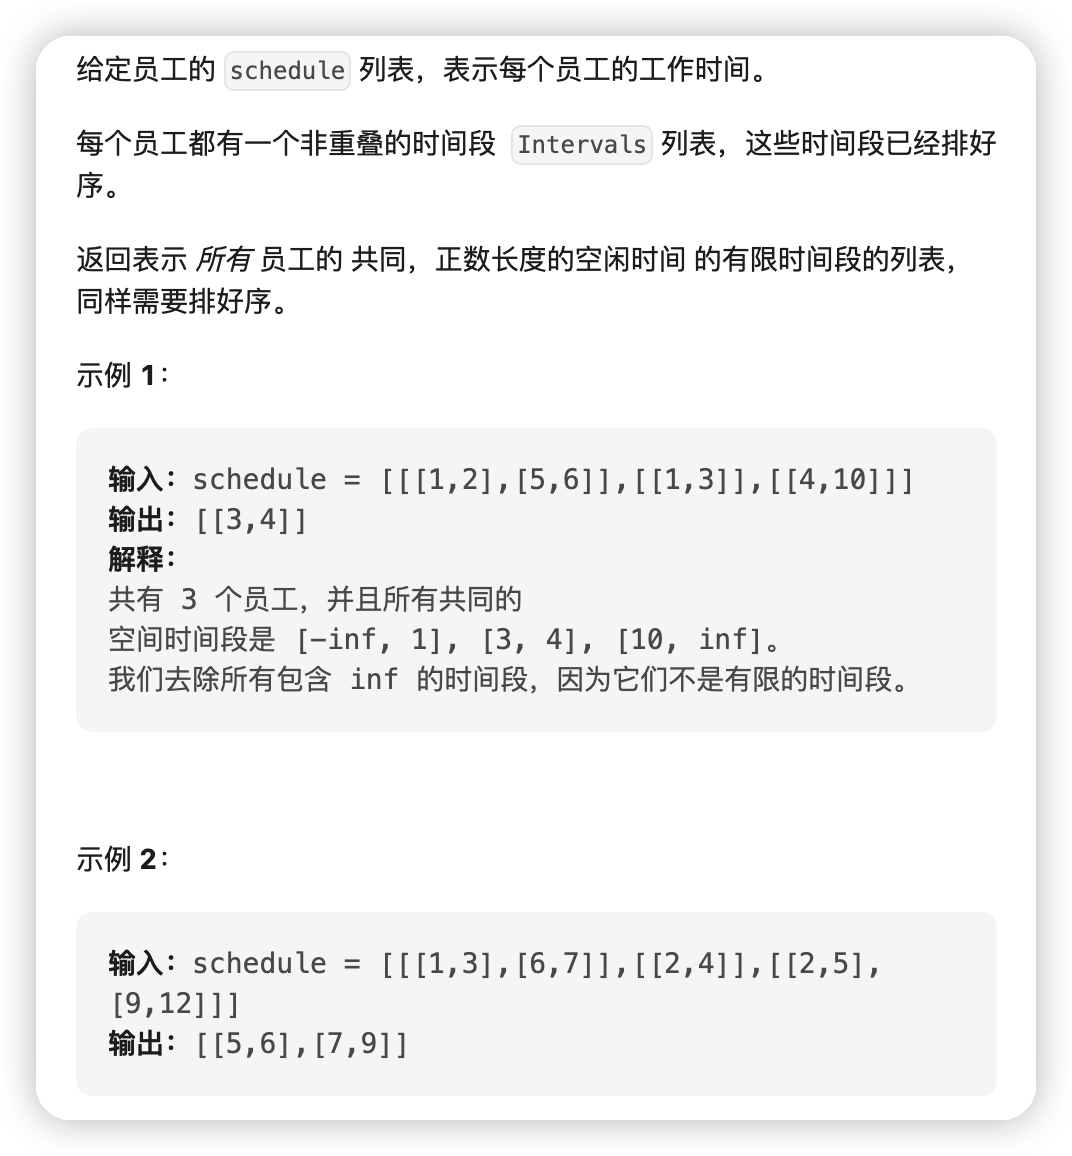 给定员工的 schedule 列表，表示每个员工的工作时间。
每个员工都有一个非重叠的时间段 Intervals 列表，这些时间段已经排好
序。
返回表示 所有 员工的 共同，正数长度的空闲时间 的有限时间段的列表，
同样需要排好序。
示例 1：
输入：schedule = [[[1,2],[5,6]],[[1,3]],[[4,10]]]
输出：[[3,4]]
解释：
共有 3 个员工，并且所有共同的
空间时间段是 [-inf, 1], [3, 4], [10, inf]。
我们去除所有包含 inf 的时间段，因为它们不是有限的时间段。
示例 2：
输入：schedule = [[[1,3],[6,7]],[[2,4]],[[2,5],
[9,12]]]
输出：[[5,6],[7,9]]